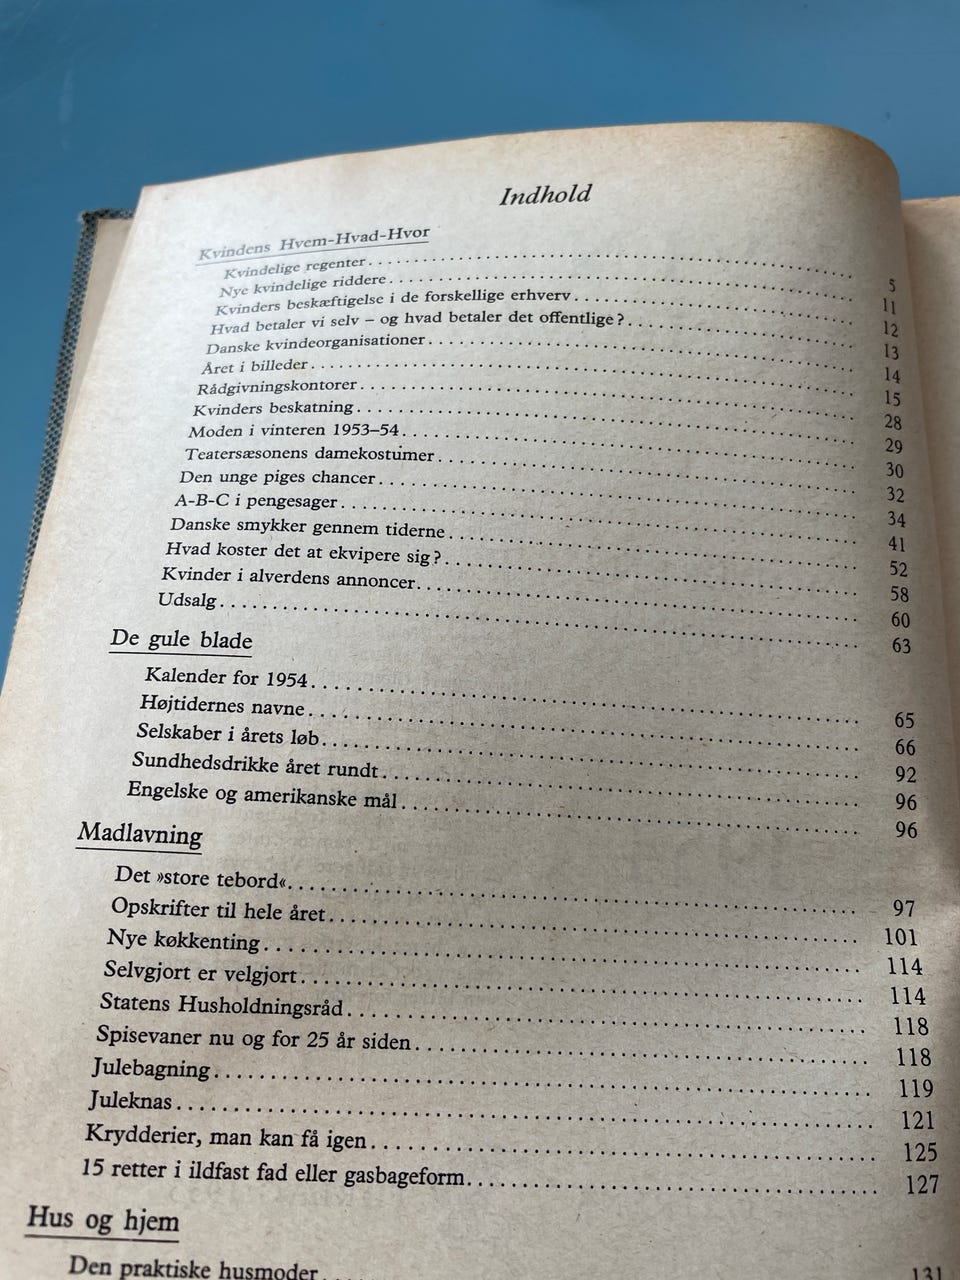 Indhold
Kvindens Hvem-Hvad-Hvor
Kvindelige regenter 5
Nye kvindelige riddere 11
Kvinders beskæftigelse i de forskellige erhverv 12
Hvad betaler vi selv – og hvad betaler det offentlige? 13
Danske kvindeorganisationer 14
Året i billeder 15
Rådgivningskontorer 28
Kvinders beskatning 29
Moden i vinteren 1953–54 30
Teatersæsonens damekostumer 32
Den unge piges chancer 34
A-B-C i pengesager 41
Danske smykker gennem tiderne 52
Hvad koster det at ekvipere sig? 58
Kvinder i alverdens annoncer 60
Udsalg 63
De gule blade
Kalender for 1954 65
Højtidernes navne 66
Selskaber i årets løb 92
Sundhedsdrikke året rundt 96
Engelske og amerikanske mål 96
Madlavning
Det »store tebord« 97
Opskrifter til hele året 101
Nye køkkenting 114
Selvgjort er velgjort 114
Statens Husholdningsråd 118
Spisevaner nu og for 25 år siden 118
Julebagning 119
Juleknas 121
Krydderier, man kan få igen 125
15 retter i ildfast fad eller gasbageform 127
Hus og hjem
Den praktiske husmoder 131